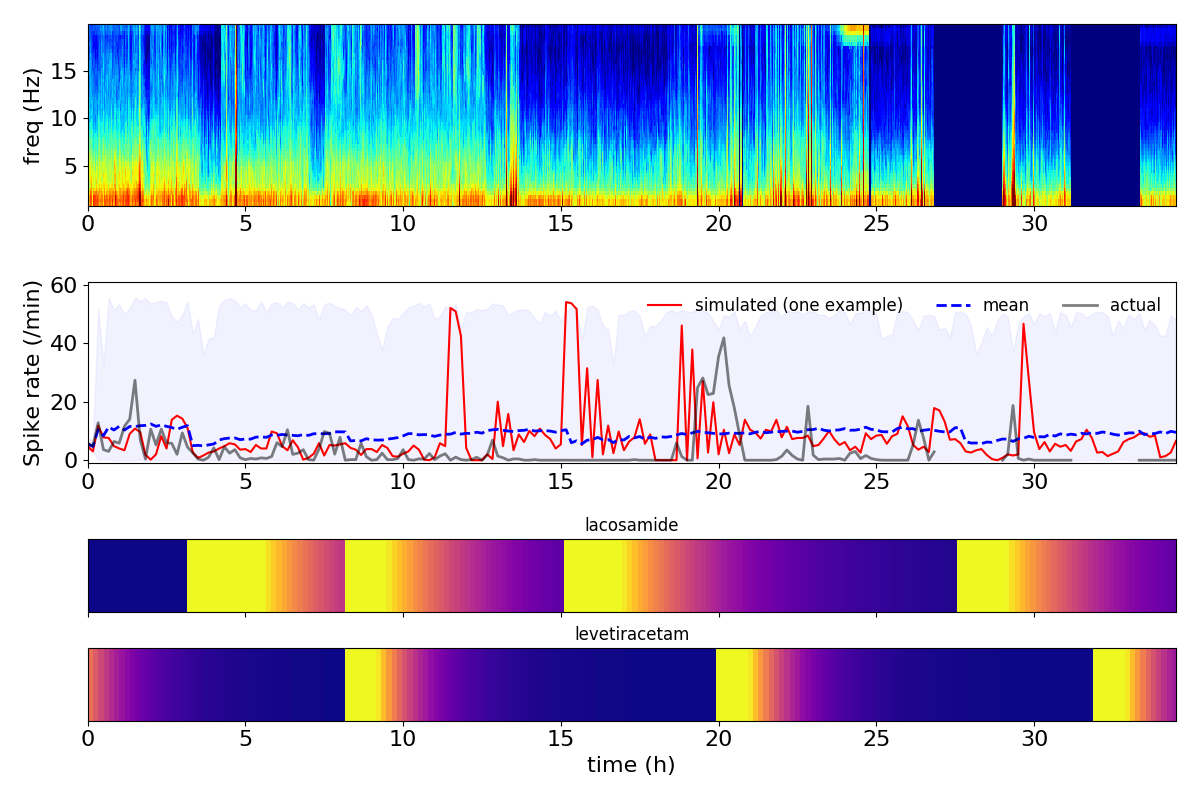 freq (Hz)
15
10
5
0 5 10 15 20 25 30
Spike rate (/min)
60
40
20
0
simulated (one example) mean actual
0 5 10 15 20 25 30
lacosamide
levetiracetam
0 5 10 15 20 25 30
time (h)